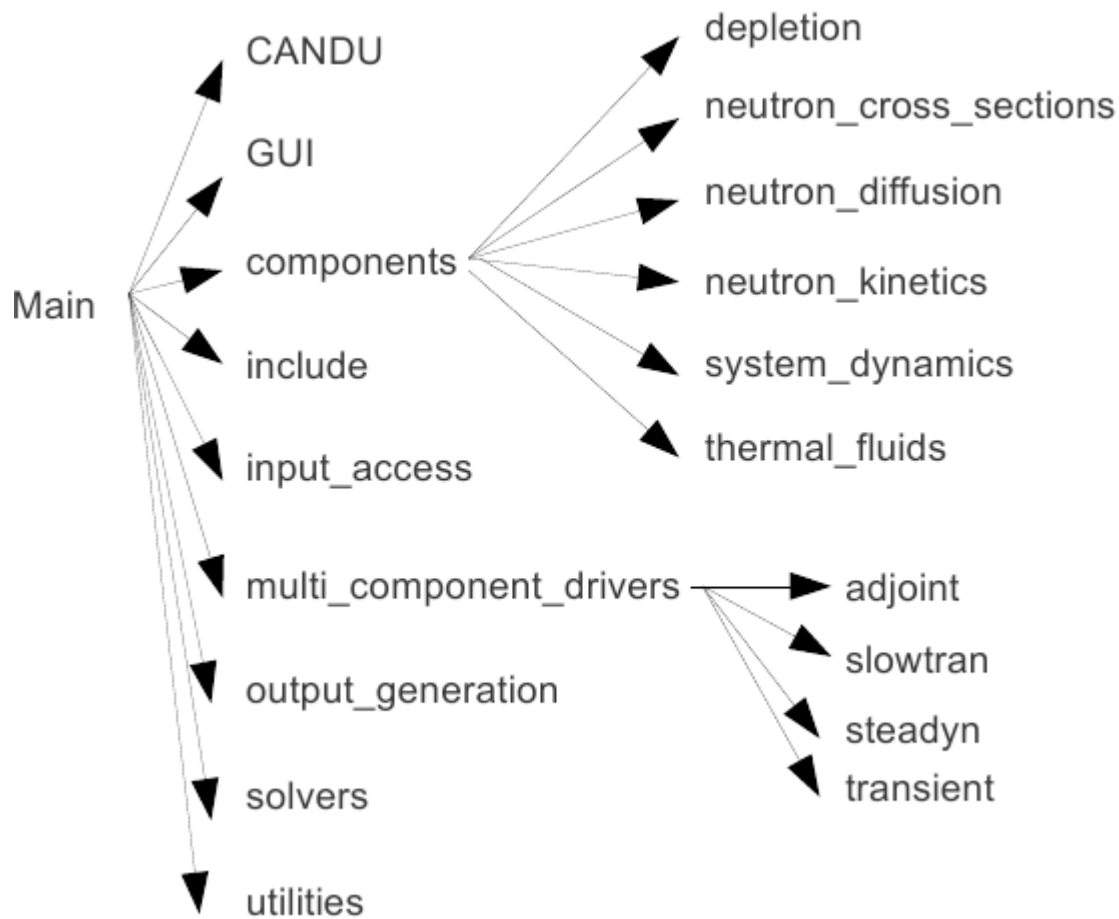 Main
CANDU
GUI
components
include
input_access
multi_component_drivers
output_generation
solvers
utilities
depletion
neutron_cross_sections
neutron_diffusion
neutron_kinetics
system_dynamics
thermal_fluids
adjoint
slowtran
steadyn
transient